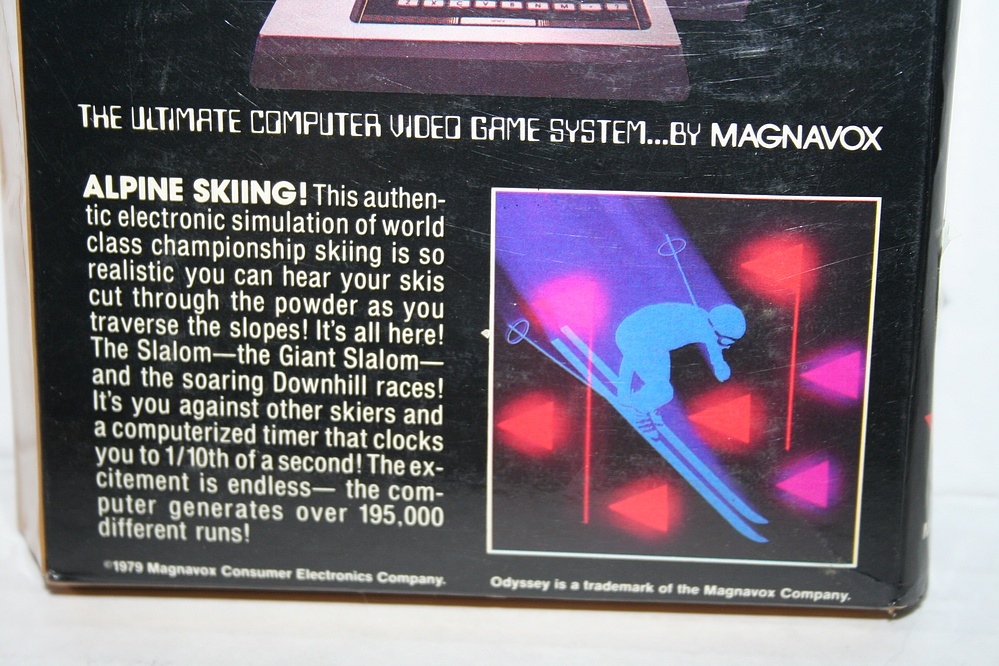 Z X C V B N M
THE ULTIMATE COMPUTER VIDEO GAME SYSTEM...BY MAGNAVOX
ALPINE SKIING! This authen-
tic electronic simulation of world
class championship skiing is so
realistic you can hear your skis
cut through the powder as you
traverse the slopes! It's all here!
The Slalom—the Giant Slalom—
and the soaring Downhill races!
It's you against other skiers and
a computerized timer that clocks
you to 1/10th of a second! The ex-
citement is endless— the com-
puter generates over 195,000
different runs!
©1979 Magnavox Consumer Electronics Company.
Odyssey is a trademark of the Magnavox Company.